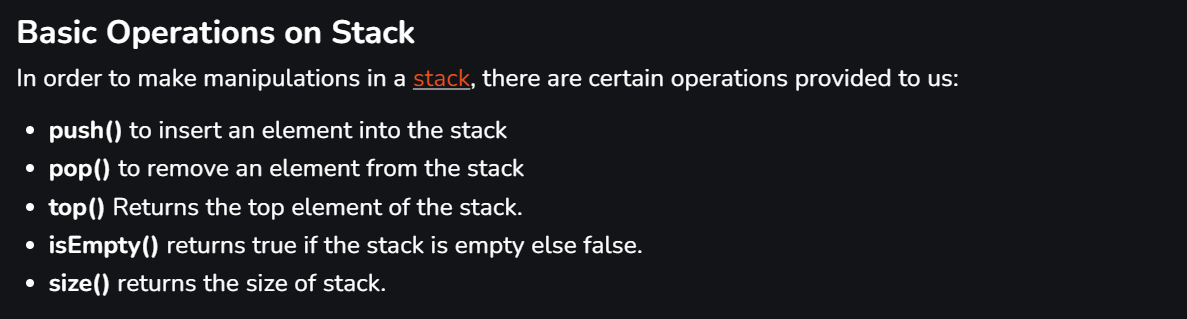 Basic Operations on Stack
In order to make manipulations in a stack, there are certain operations provided to us:
• push() to insert an element into the stack
• pop() to remove an element from the stack
• top() Returns the top element of the stack.
• isEmpty() returns true if the stack is empty else false.
• size() returns the size of stack.